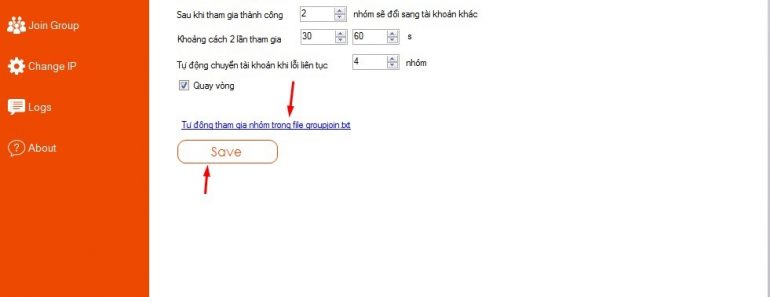 Join Group
Change IP
Logs
About
Sau khi tham gia thành công 2 nhóm sẽ đổi sang tài khoản khác
Khoảng cách 2 lần tham gia 30 60 s
Tự động chuyển tài khoản khi lỗi liên tục 4 nhóm
Quay vòng
Tự động tham gia nhóm trong file groupjoin.txt
Save